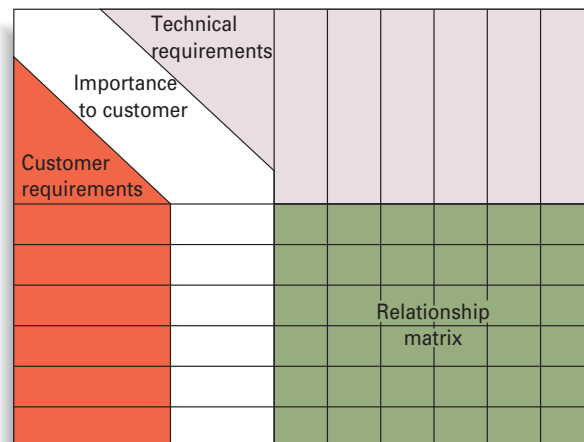 Technical
requirements
Importance
to customer
Customer
requirements
Relationship
matrix